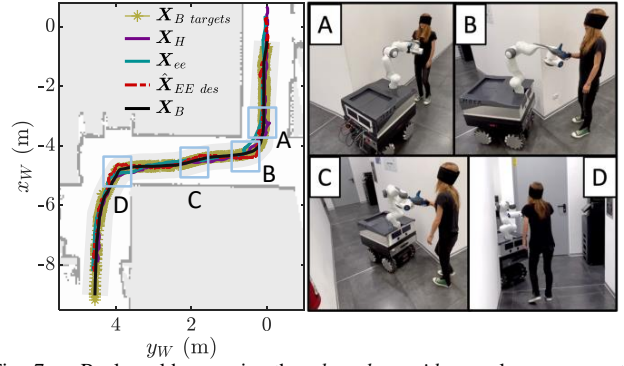 X_B targets
X_H
X_ee
X̂_EE des
X_B
0
-2
-4
-6
-8
x_W (m)
4 2 0
y_W (m)
A
B
C
D
A
B
C
D